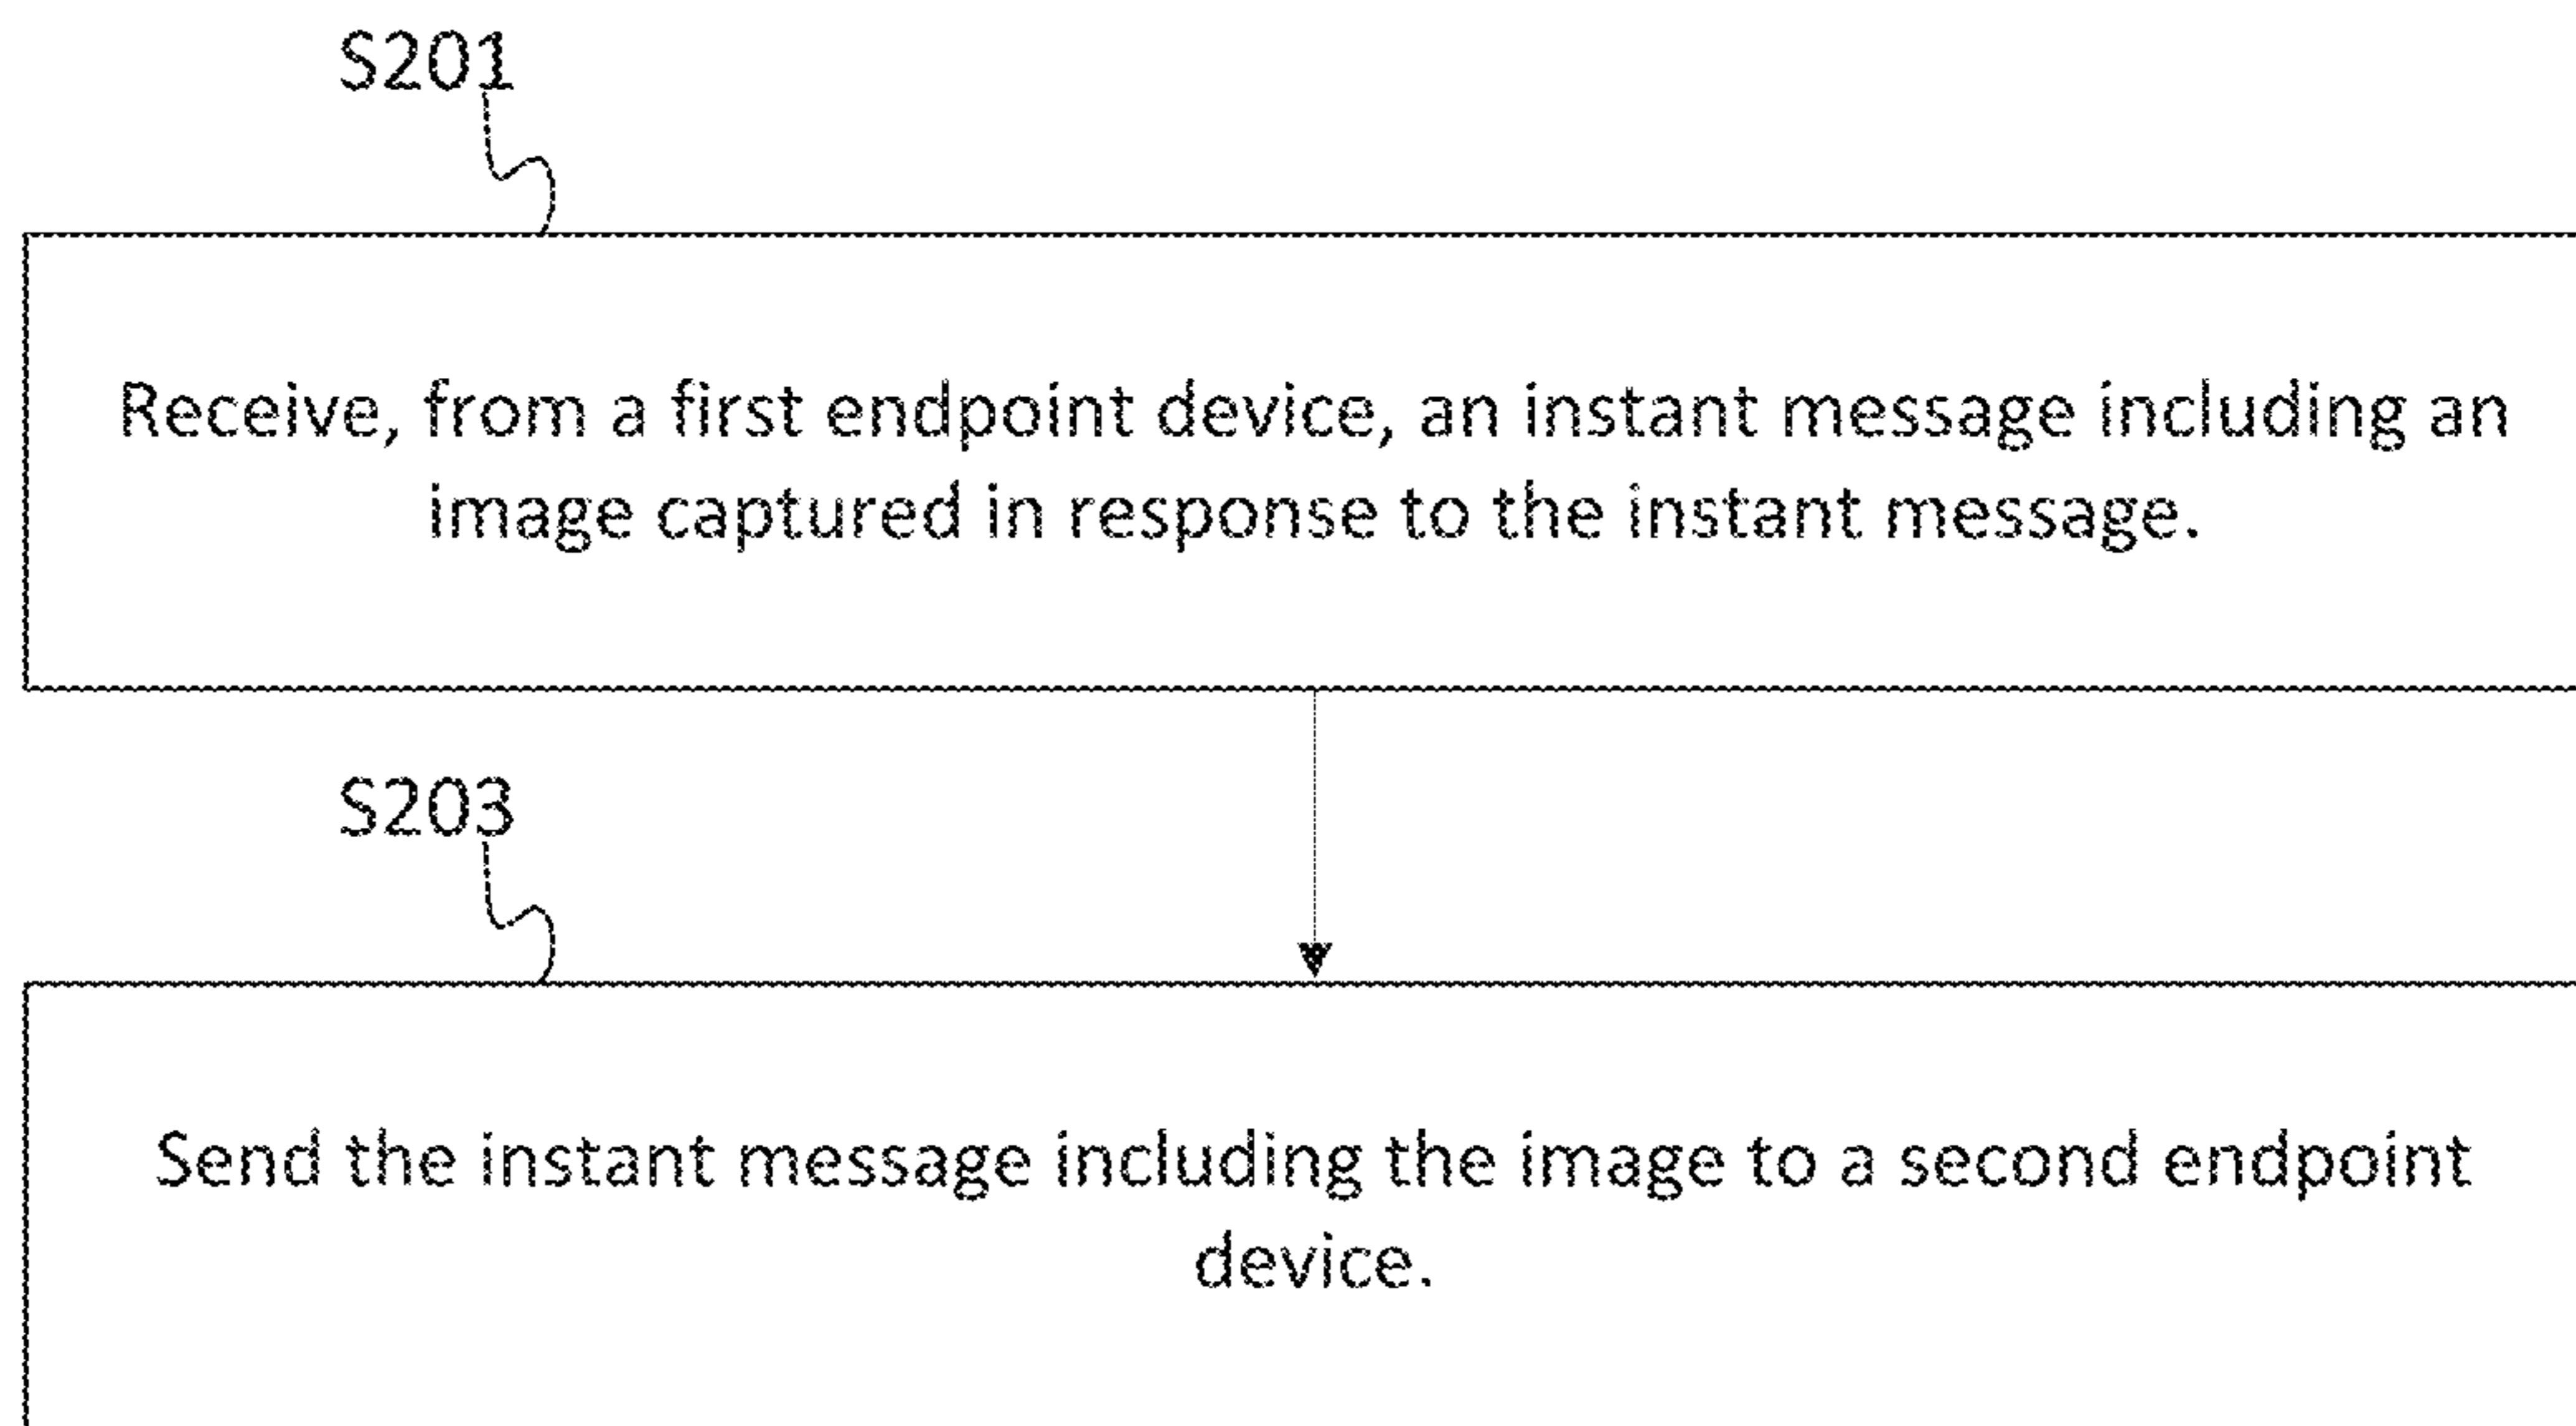 S201
Receive, from a first endpoint device, an instant message including an
image captured in response to the instant message.
S203
Send the instant message including the image to a second endpoint
device.